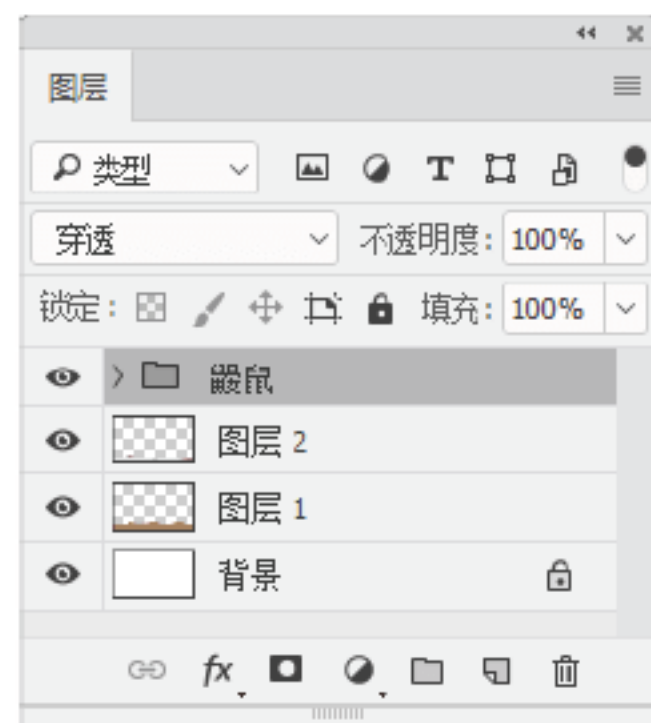 图层
类型
穿透 不透明度: 100%
锁定: 填充: 100%
鼹鼠
图层 2
图层 1
背景
fx